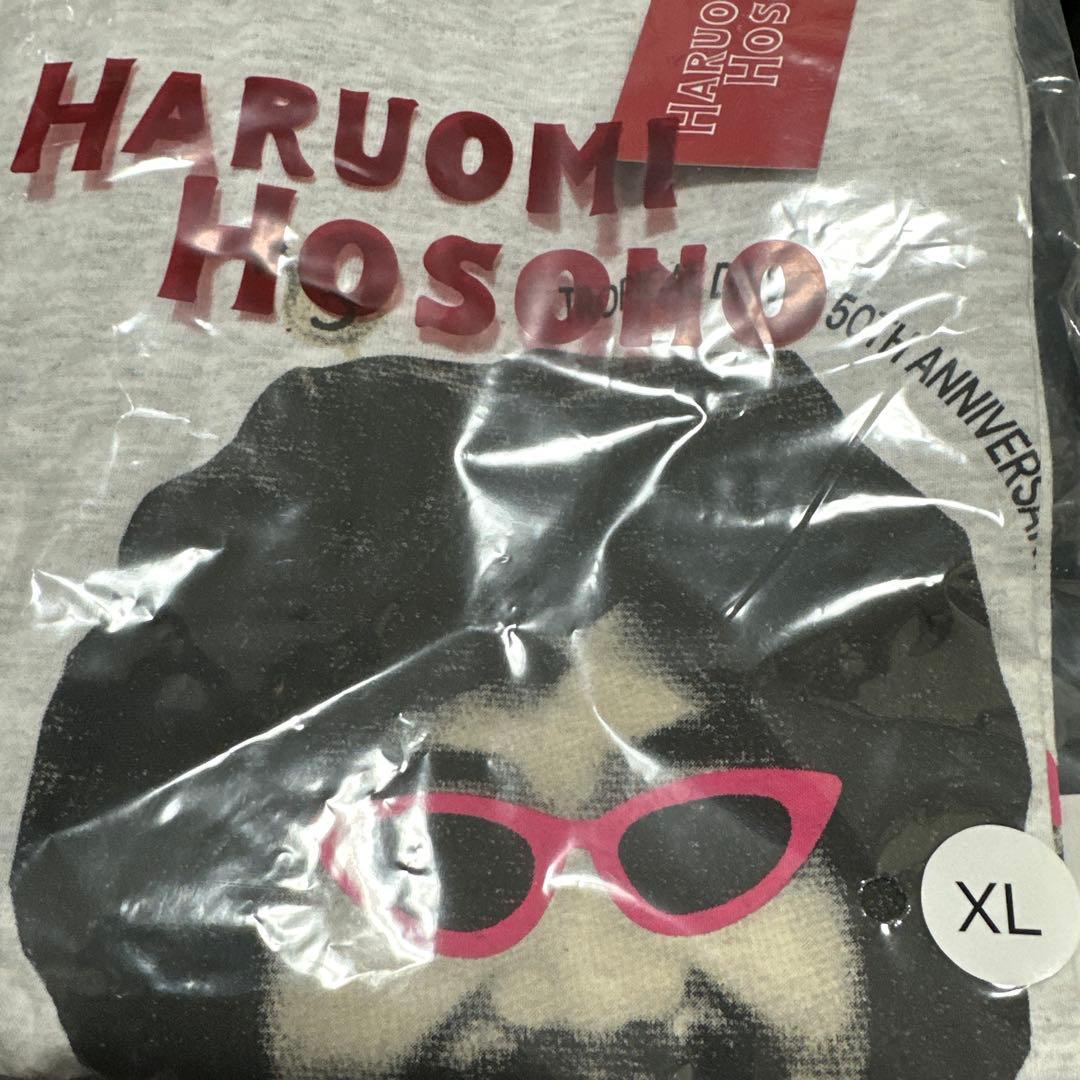 HARUOMI
HOSONO
HARUO
HOS
50TH ANNIVERSA
XL